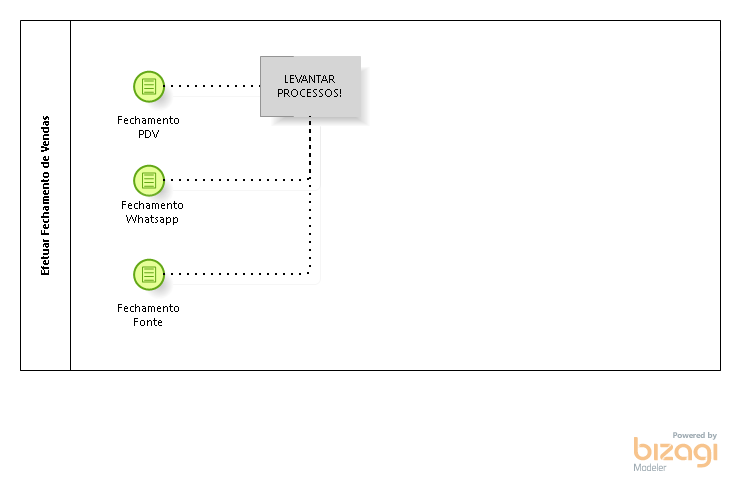 Efetuar Fechamento de Vendas
LEVANTAR
PROCESSOS!
Fechamento
PDV
Fechamento
Whatsapp
Fechamento
Fonte
Powered by
bizagi
Modeler